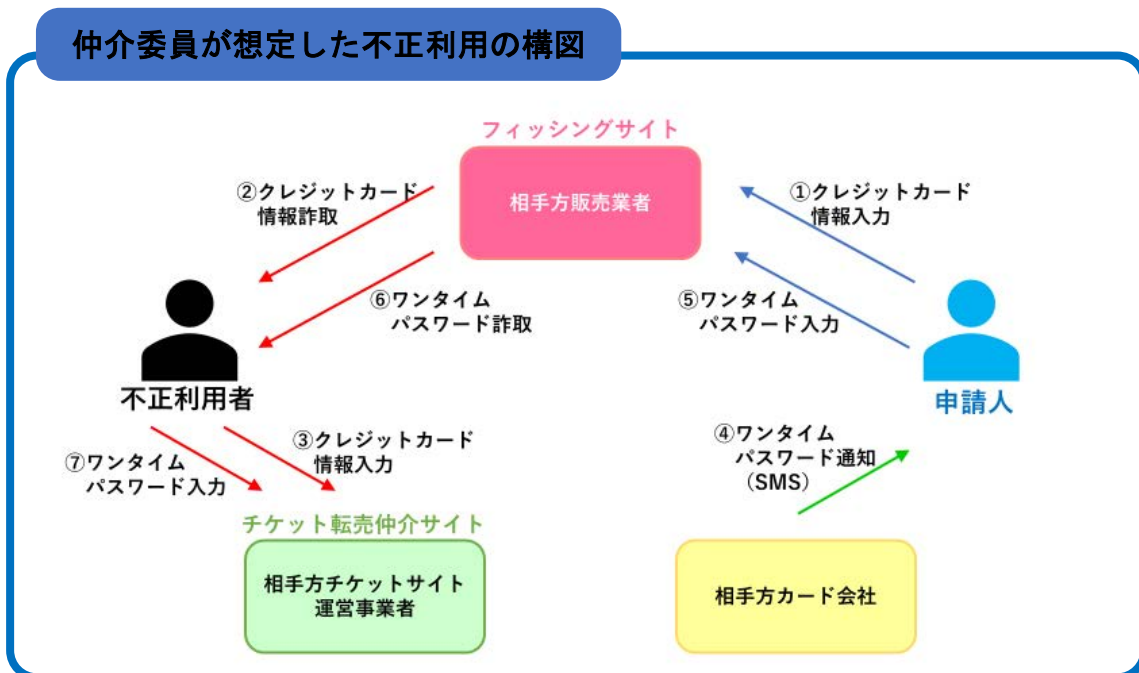 仲介委員が想定した不正利用の構図
フィッシングサイト
相手方販売業者
②クレジットカード
情報詐取
①クレジットカード
情報入力
⑥ワンタイム
パスワード詐取
⑤ワンタイム
パスワード入力
不正利用者
申請人
⑦ワンタイム
パスワード入力
③クレジットカード
情報入力
④ワンタイム
パスワード通知
（SMS）
チケット転売仲介サイト
相手方チケットサイト
運営事業者
相手方カード会社